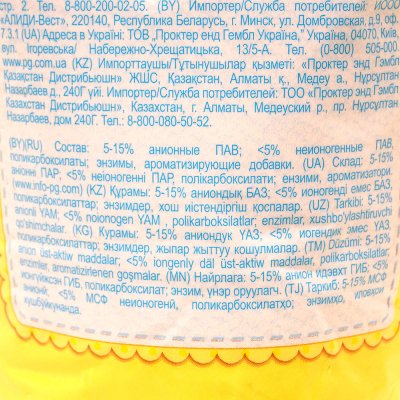 стр. 2. Тел. 8-800-200-02-05. (BY) Импортер/Служба потребителей: ИООО
«АЛИДИ-Вест», 220140, Республика Беларусь, г. Минск, ул. Домбровская д.9, оф.
7.3.1 (UA) Адреса в Україні: ТОВ „Проктер енд Гембл Україна," Україна, 04070, Київ,
вул. Ігоревська/ Набережно-Хрещатицька, 13/5-А. Тел. (0-800) 505-000.
www.pg.com.ua (KZ) Импорттаушы/Тұтынушылар қызметі: «Проктер энд Гэмбл
Казахстан Дистрибьюшн» ЖШС, Қазақстан, Алматы қ., Медеу а., Нұрсұлтан
Назарбаев д., 240Г үйі. Импортер/Служба потребителей: ТОО «Проктер энд Гэмбл
Казахстан Дистрибьюшн», Казахстан, г. Алматы, Медеуский р., пр. Нурсултан
Назарбаев, дом 240Г. Тел.: 8-800-080-50-52.
(BY)(RU) Состав: 5-15% анионные ПАВ; <5% неионогенные ПАВ,
поликарбоксилаты; энзимы, ароматизирующие добавки. (UA) Склад: 5-15%
аніонні ПАР, <5% неіоногенні ПАР, полікарбоксилати; ензими, ароматизатори.
(www.info-pg.com) (KZ) Құрамы: 5-15% аниондық БАЗ; <5% ионогенді емес БАЗ,
поликарбоксилаттар; энзимдер, хош иістендіргіш қоспалар. (UZ) Tarkibi: 5-15%
anionli YAM; <5% noionogen YAM , polikarboksilatlar; enzimlar, xushbo'ylashtiruvchi
qo'shimchalar. (KG) Курамы: 5-15% аниондук ҮАЗ; <5% иогендик эмес ҮАЗ,
поликарбоксилаттар; энзимдер, жыпар жыттуу кошулмалар. (TM) Düzümi: 5-15%
anion üst-aktiw maddalar; <5% iongenly däl üst-aktiw maddalar, polikarboksilatlar;
enzimler, aromatizirlenen goşmalar. (MN) Найрлага: 5-15% анион идэвхт ГИБ; <5%
ионгүйжсэн ГИБ, поликарбоксилат; энзим, үнэр оруулагч. (TJ) Таркиб: 5-15% МСФ
анионӣ; <5% МСФ неионогенӣ, поликарбоксилатҳо; энзимҳо, иловаҳои
хушбӯйкунанда.